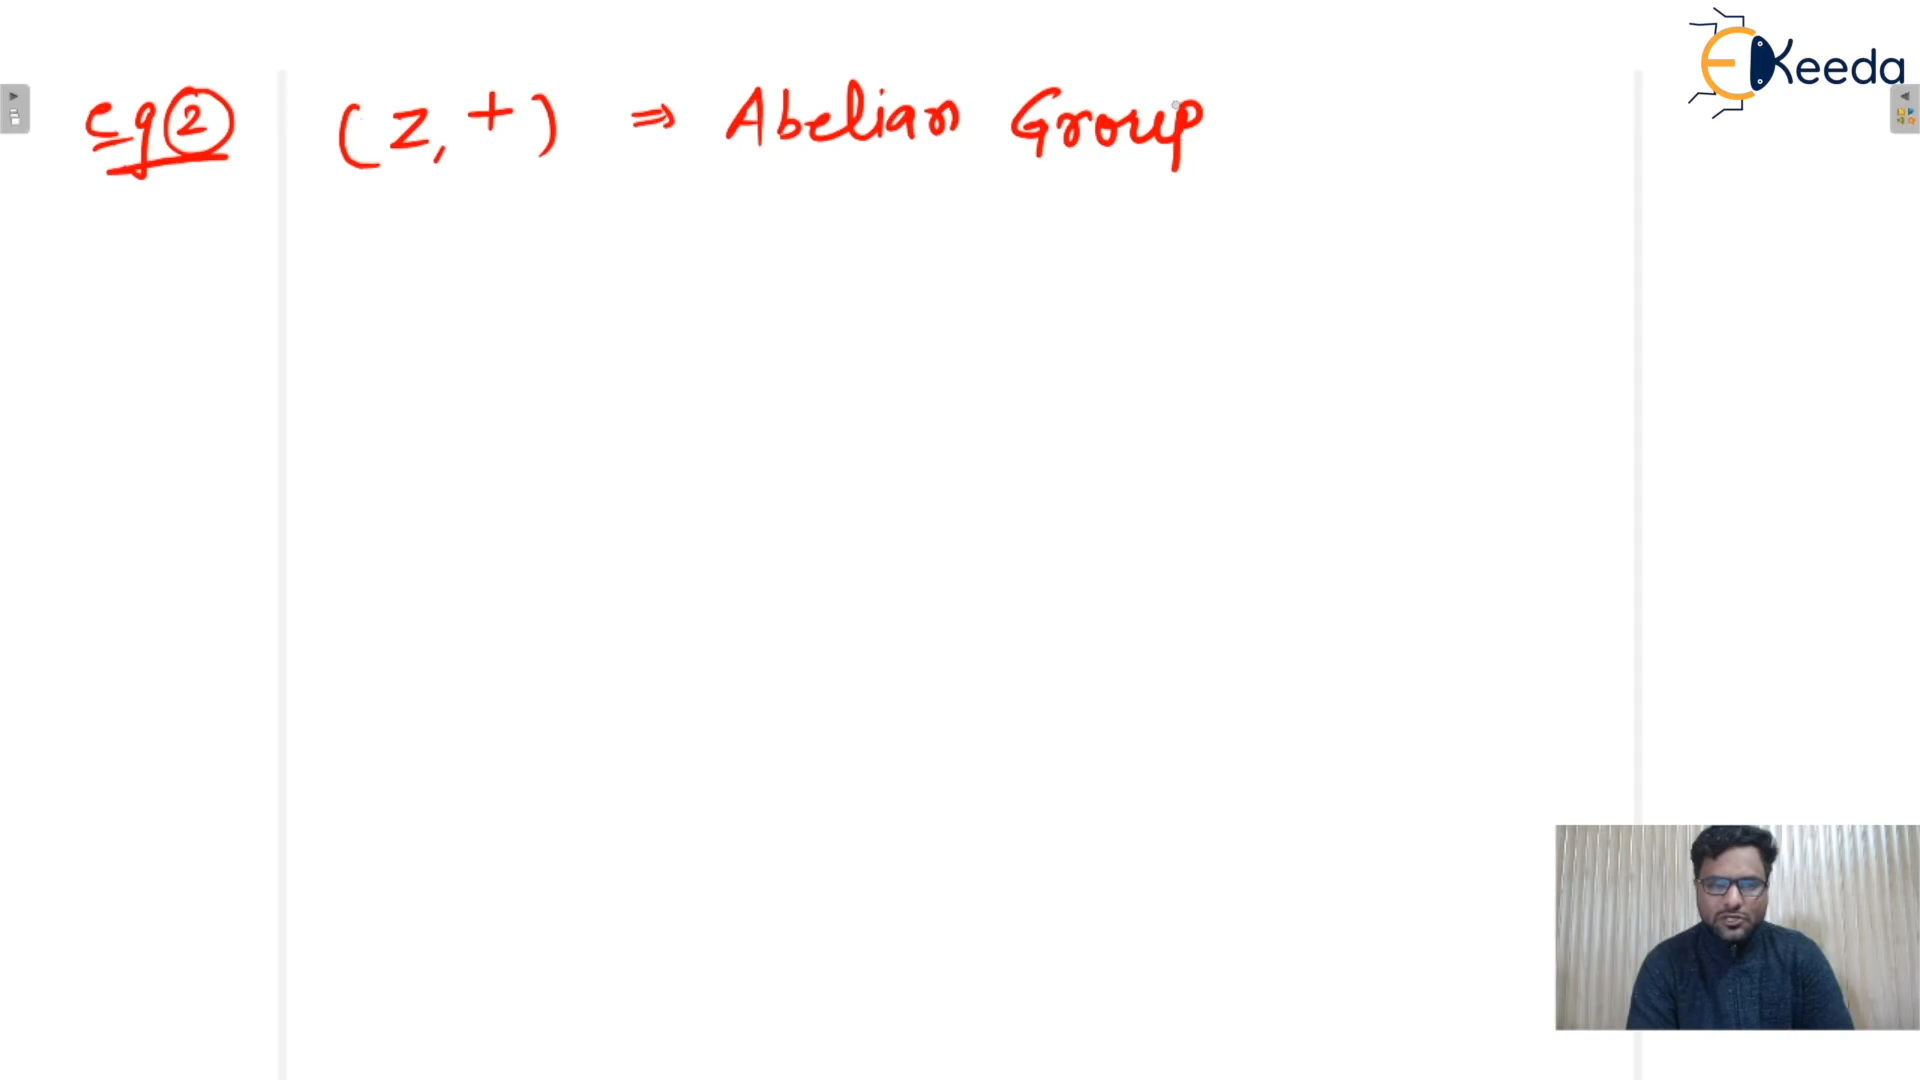 EKeeda
eg ② (Z, +) ⇒ Abelian Group